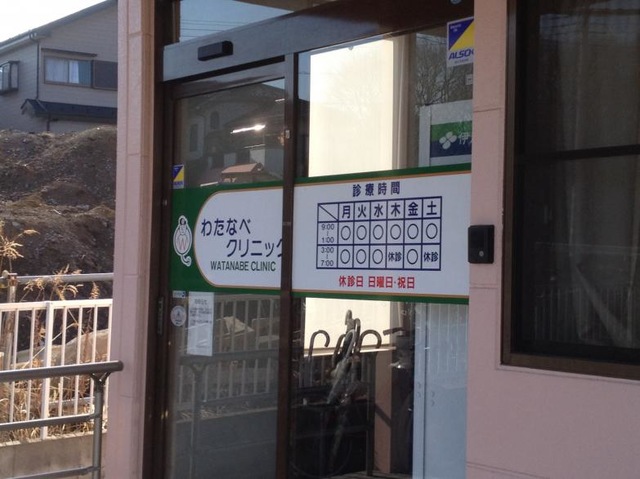 ALSOK
わたなべ
クリニック
WATANABE CLINIC
診療時間
月 火 水 木 金 土
9:00 ~ 1:00 ○ ○ ○ ○ ○ ○
3:00 ~ 7:00 ○ ○ ○ 休診 ○ 休診
休診日 日曜日・祝日